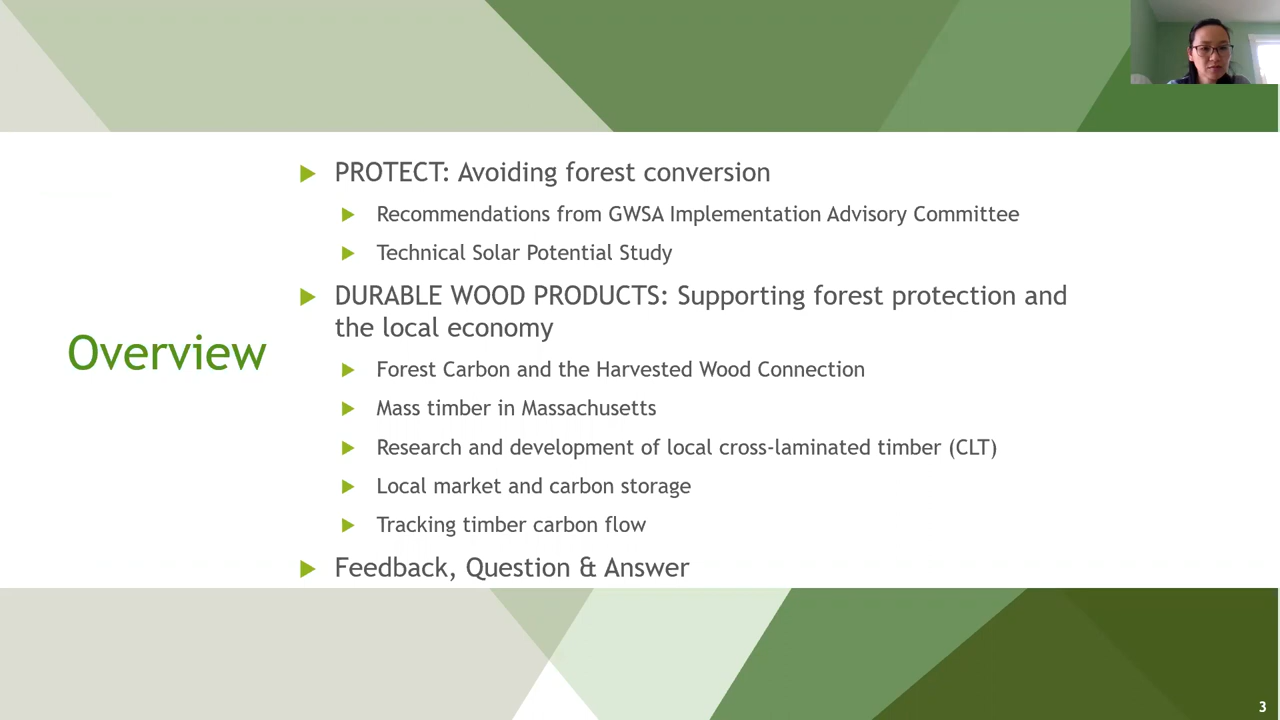 Overview
PROTECT: Avoiding forest conversion
Recommendations from GWSA Implementation Advisory Committee
Technical Solar Potential Study
DURABLE WOOD PRODUCTS: Supporting forest protection and
the local economy
Forest Carbon and the Harvested Wood Connection
Mass timber in Massachusetts
Research and development of local cross-laminated timber (CLT)
Local market and carbon storage
Tracking timber carbon flow
Feedback, Question & Answer
3